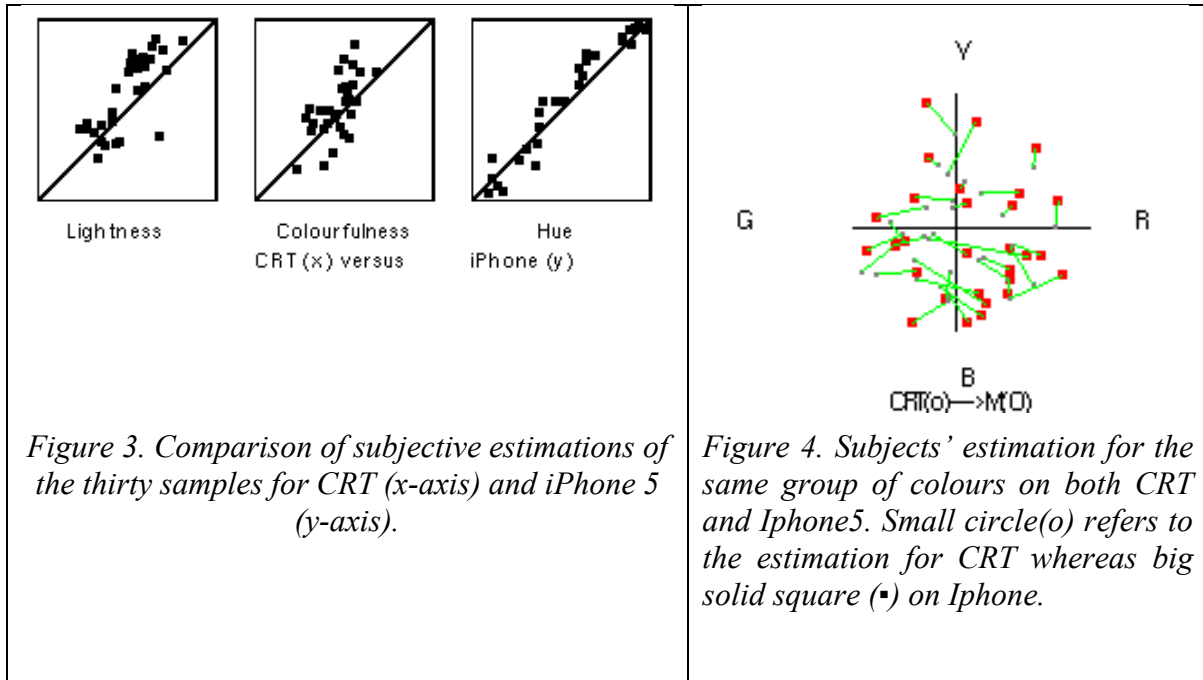 Lightness
Colourfulness
Hue
CRT (x) versus
iPhone (y)
Figure 3. Comparison of subjective estimations of
the thirty samples for CRT (x-axis) and iPhone 5
(y-axis).
Y
G
R
B
CRT(o)—>M(O)
Figure 4. Subjects’ estimation for the
same group of colours on both CRT
and Iphone5. Small circle(o) refers to
the estimation for CRT whereas big
solid square (▪) on Iphone.